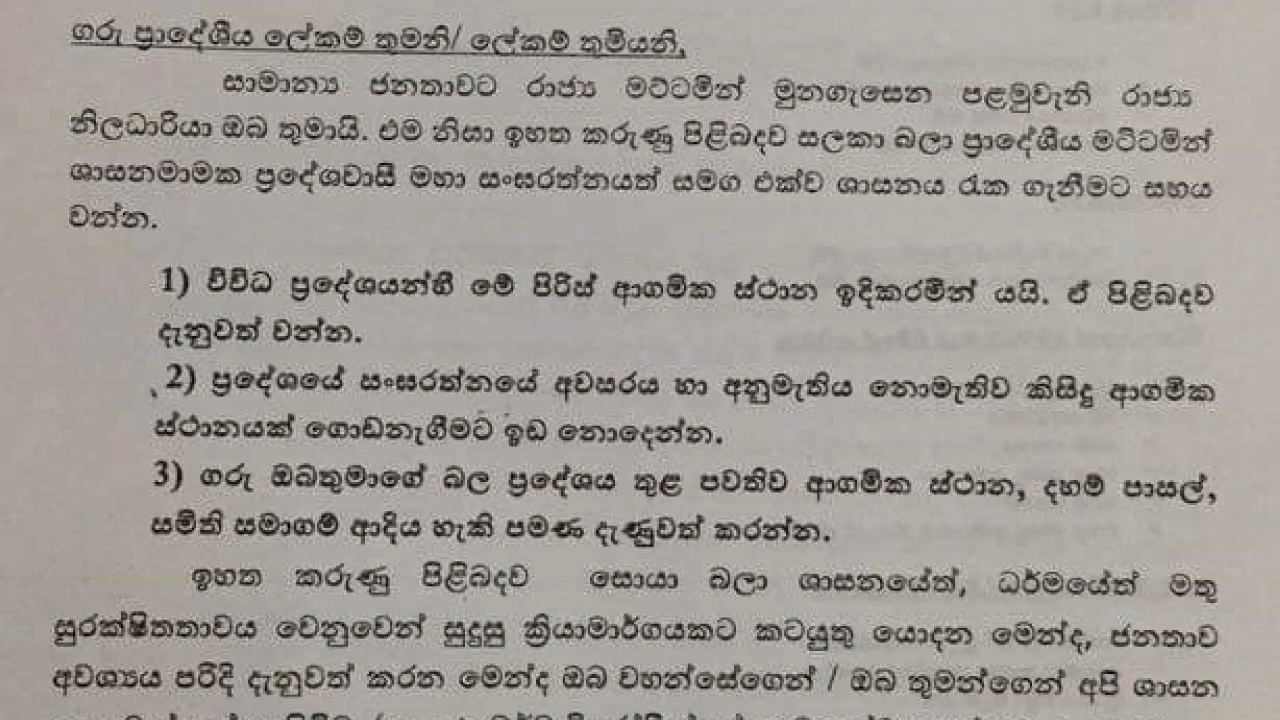 ගරු ප්‍රාදේශීය ලේකම් තුමනි/ ලේකම් තුමියනි,
සාමාන්‍ය ජනතාවට රාජ්‍ය මට්ටමින් මුනගැසෙන පළමුවැනි රාජ්‍ය
නිලධාරියා ඔබ තුමායි. එම නිසා ඉහත කරුණු පිළිබදව සලකා බලා ප්‍රාදේශීය මට්ටමින්
ශාසනමාමක ප්‍රදේශවාසී මහා සංඝරත්නයත් සමග එක්ව ශාසනය රැක ගැනීමට සහය
වන්න.
1) විවිධ ප්‍රදේශයන්හී මේ පිරිස් ආගමික ස්ථාන ඉදිකරමින් යයි. ඒ පිළිබදව
දැනුවත් වන්න.
2) ප්‍රදේශයේ සංඝරත්නයේ අවසරය හා අනුමැතිය නොමැතිව කිසිදු ආගමික
ස්ථානයක් ගොඩනැගීමට ඉඩ නොදෙන්න.
3) ගරු ඔබතුමාගේ බල ප්‍රදේශය තුළ පවතිව ආගමික ස්ථාන, දහම් පාසල්,
සමිති සමාගම් ආදිය හැකි පමණ දැණුවත් කරන්න.
ඉහත කරුණු පිළිබදව සොයා බලා ශාසනයේත්, ධර්මයේත් මතු
සුරක්ෂිතතාවය වෙනුවෙන් සුදුසු ක්‍රියාමාර්ගයකට කටයුතු යොදන මෙන්ද, ජනතාව
අවශ්‍යය පරිදි දැනුවත් කරන මෙන්ද ඔබ වහන්සේගෙන් / ඔබ තුමන්ගෙන් අපි ශාසන